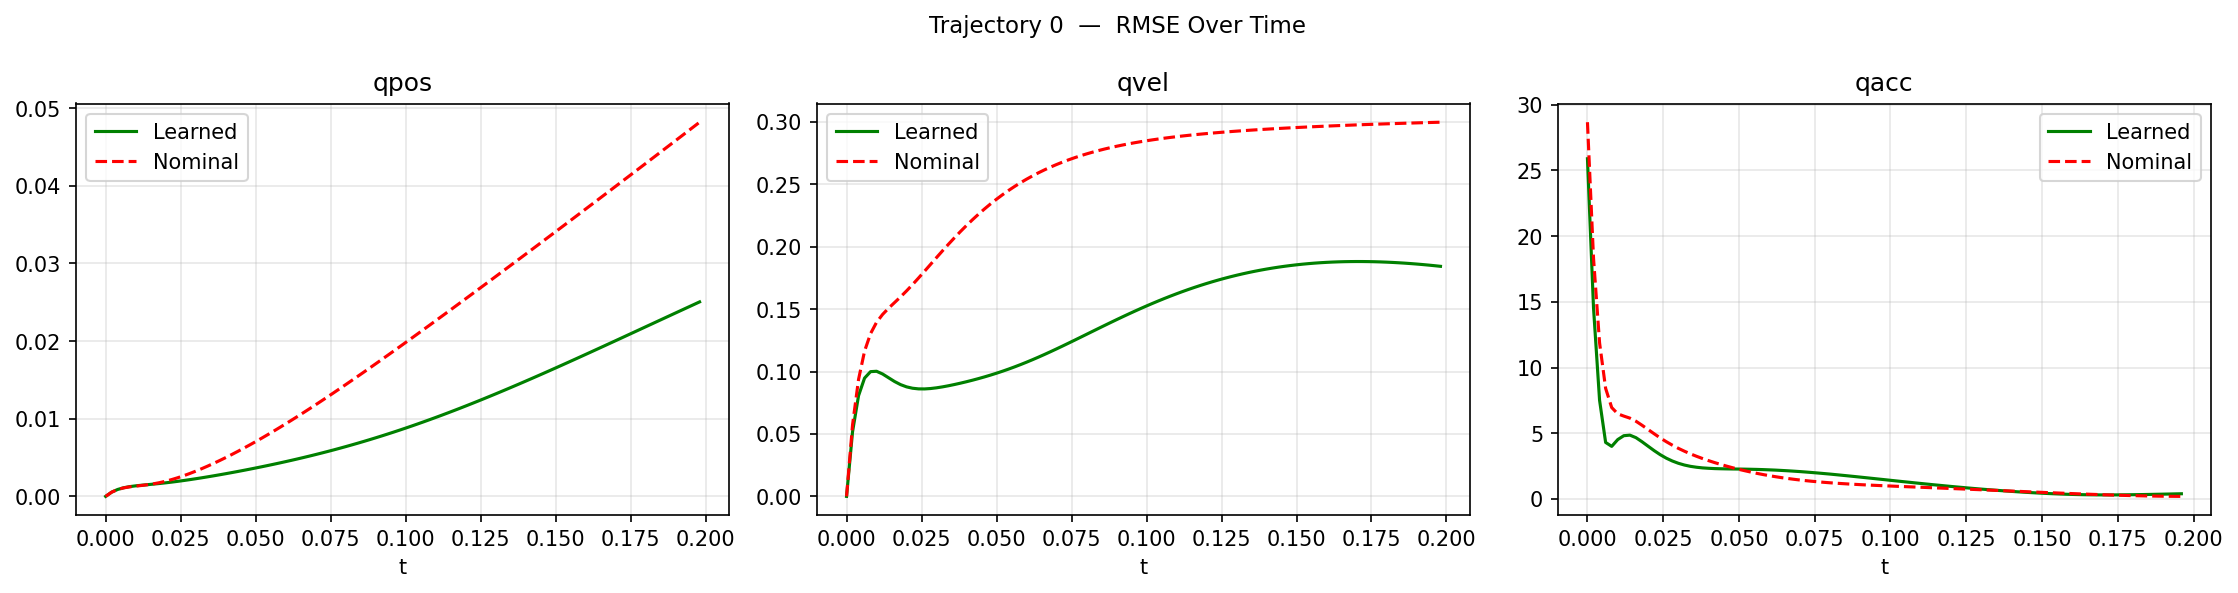 Trajectory 0 — RMSE Over Time
qpos
0.05
0.04
0.03
0.02
0.01
0.00
Learned
Nominal
0.000 0.025 0.050 0.075 0.100 0.125 0.150 0.175 0.200
t
qvel
0.30
0.25
0.20
0.15
0.10
0.05
0.00
Learned
Nominal
0.000 0.025 0.050 0.075 0.100 0.125 0.150 0.175 0.200
t
qacc
30
25
20
15
10
5
0
Learned
Nominal
0.000 0.025 0.050 0.075 0.100 0.125 0.150 0.175 0.200
t